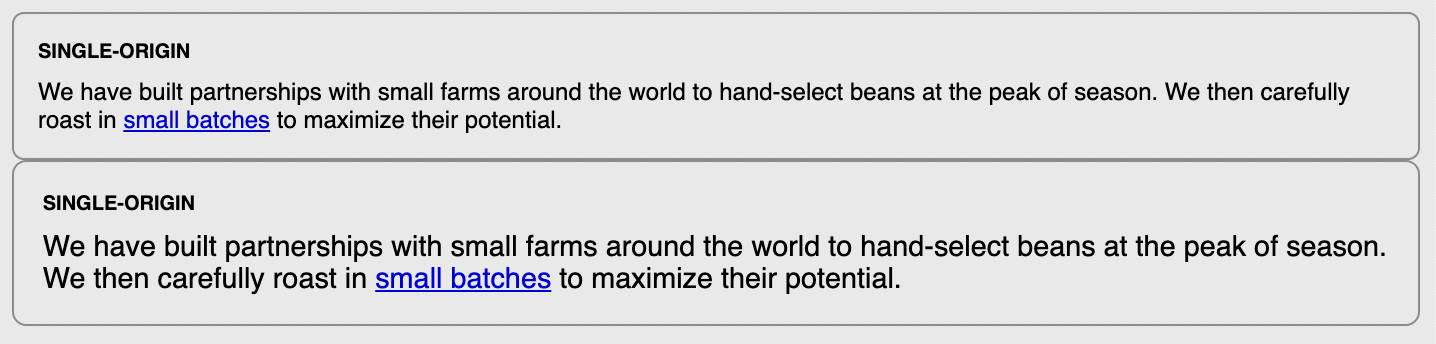 SINGLE-ORIGIN
We have built partnerships with small farms around the world to hand-select beans at the peak of season. We then carefully
roast in small batches to maximize their potential.
SINGLE-ORIGIN
We have built partnerships with small farms around the world to hand-select beans at the peak of season.
We then carefully roast in small batches to maximize their potential.